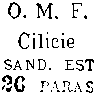 O. M. F.
Cilicie
SAND. EST
20 PARAS